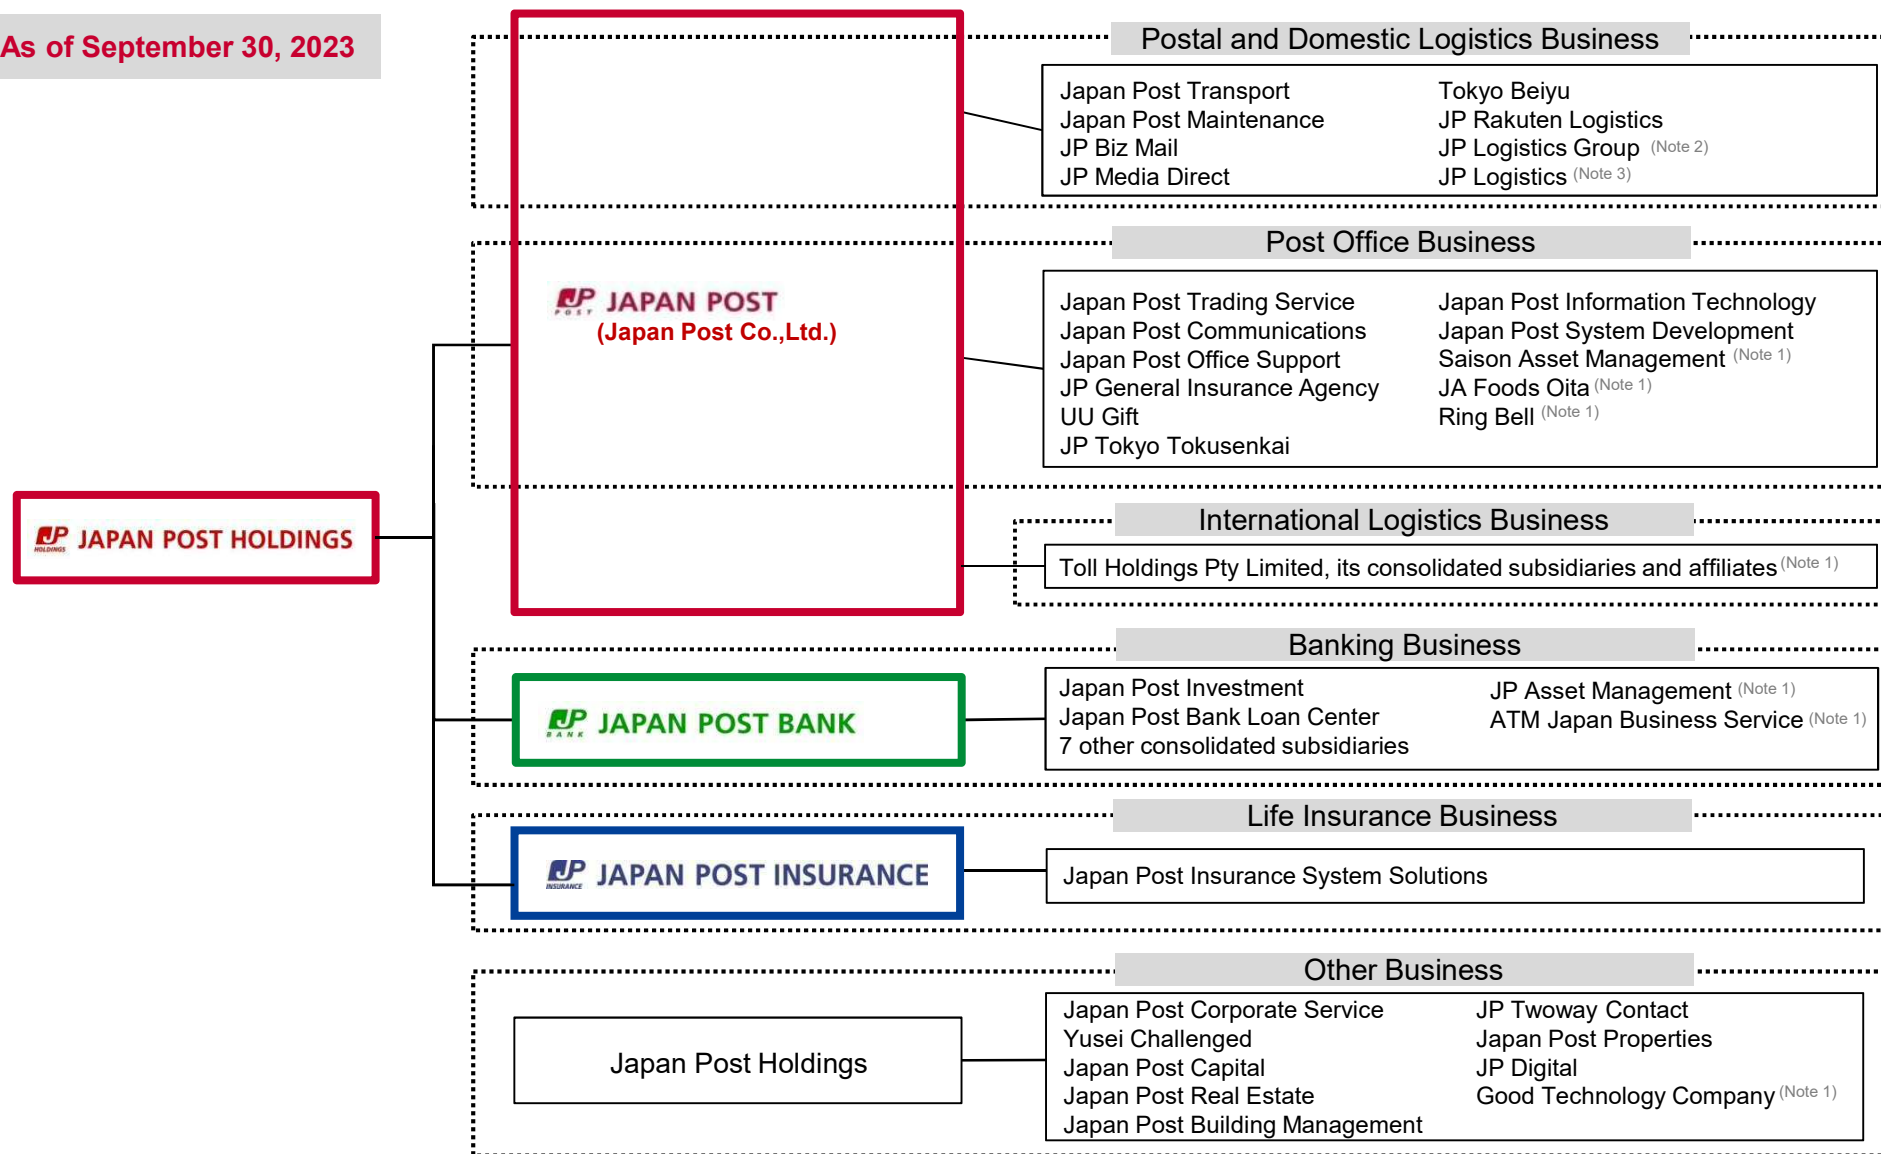 As of September 30, 2023
Postal and Domestic Logistics Business
Japan Post Transport
Japan Post Maintenance
JP Biz Mail
JP Media Direct
Tokyo Beiyu
JP Rakuten Logistics
JP Logistics Group (Note 2)
JP Logistics (Note 3)
Post Office Business
JP POST JAPAN POST
(Japan Post Co.,Ltd.)
Japan Post Trading Service
Japan Post Communications
Japan Post Office Support
JP General Insurance Agency
UU Gift
JP Tokyo Tokusenkai
Japan Post Information Technology
Japan Post System Development
Saison Asset Management (Note 1)
JA Foods Oita (Note 1)
Ring Bell (Note 1)
JP HOLDINGS JAPAN POST HOLDINGS
International Logistics Business
Toll Holdings Pty Limited, its consolidated subsidiaries and affiliates (Note 1)
Banking Business
JP BANK JAPAN POST BANK
Japan Post Investment
Japan Post Bank Loan Center
7 other consolidated subsidiaries
JP Asset Management (Note 1)
ATM Japan Business Service (Note 1)
Life Insurance Business
JP INSURANCE JAPAN POST INSURANCE
Japan Post Insurance System Solutions
Other Business
Japan Post Holdings
Japan Post Corporate Service
Yusei Challenged
Japan Post Capital
Japan Post Real Estate
Japan Post Building Management
JP Twoway Contact
Japan Post Properties
JP Digital
Good Technology Company (Note 1)